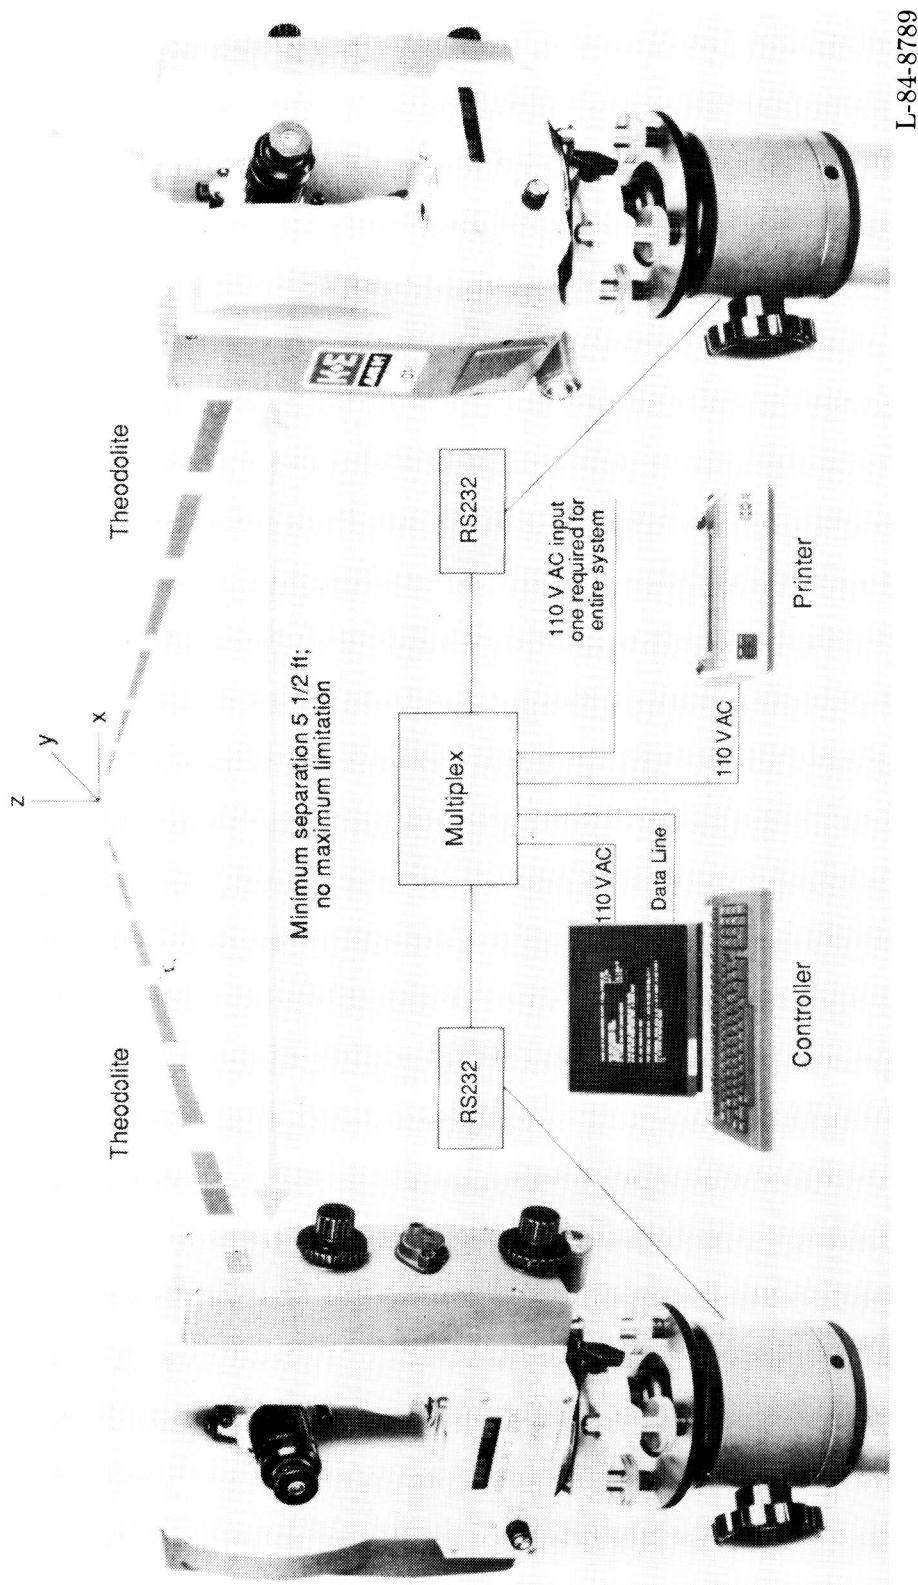 Theodolite
Theodolite
z
y
x
Minimum separation 5 1/2 ft;
no maximum limitation
RS232
Multiplex
RS232
110 V AC
Data Line
110 V AC input
one required for
entire system
110 V AC
Controller
Printer
L-84-8789